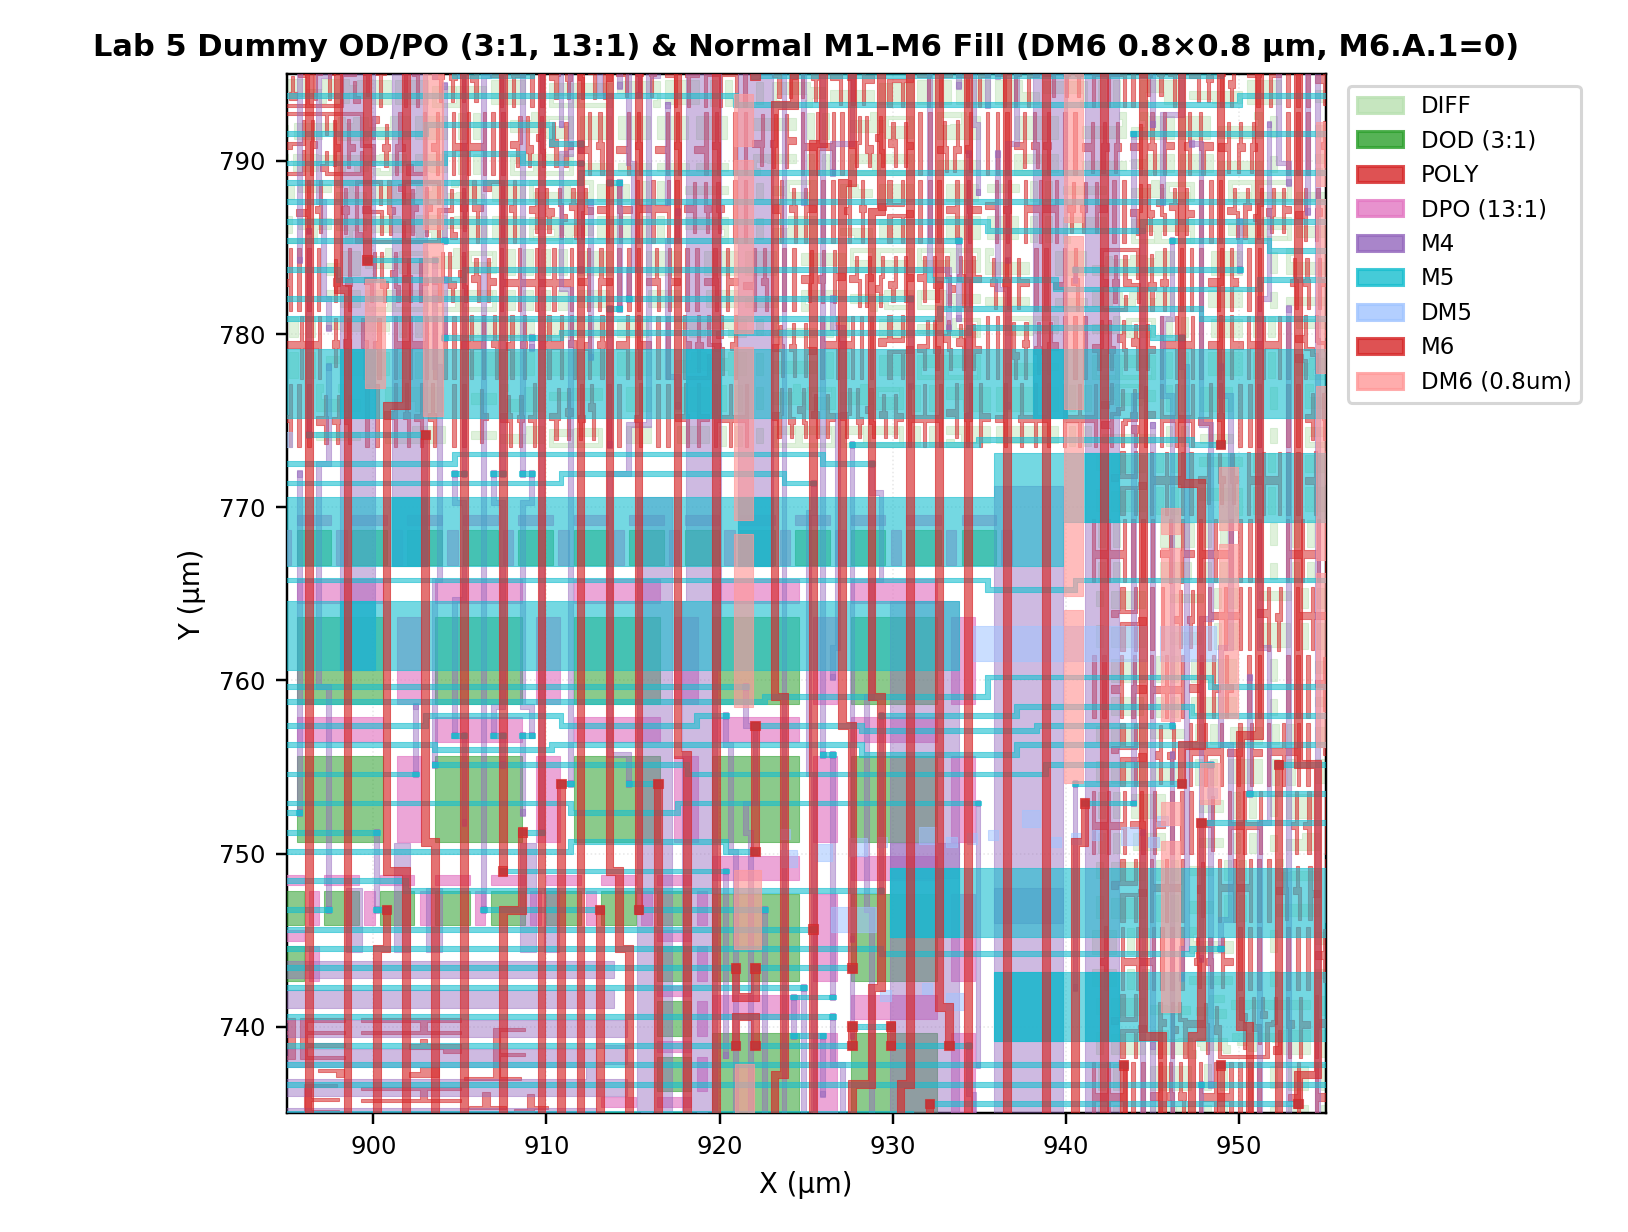 Lab 5 Dummy OD/PO (3:1, 13:1) & Normal M1–M6 Fill (DM6 0.8×0.8 μm, M6.A.1=0)
DIFF
DOD (3:1)
POLY
DPO (13:1)
M4
M5
DM5
M6
DM6 (0.8um)
Y (μm)
790
780
770
760
750
740
900
910
920
930
940
950
X (μm)